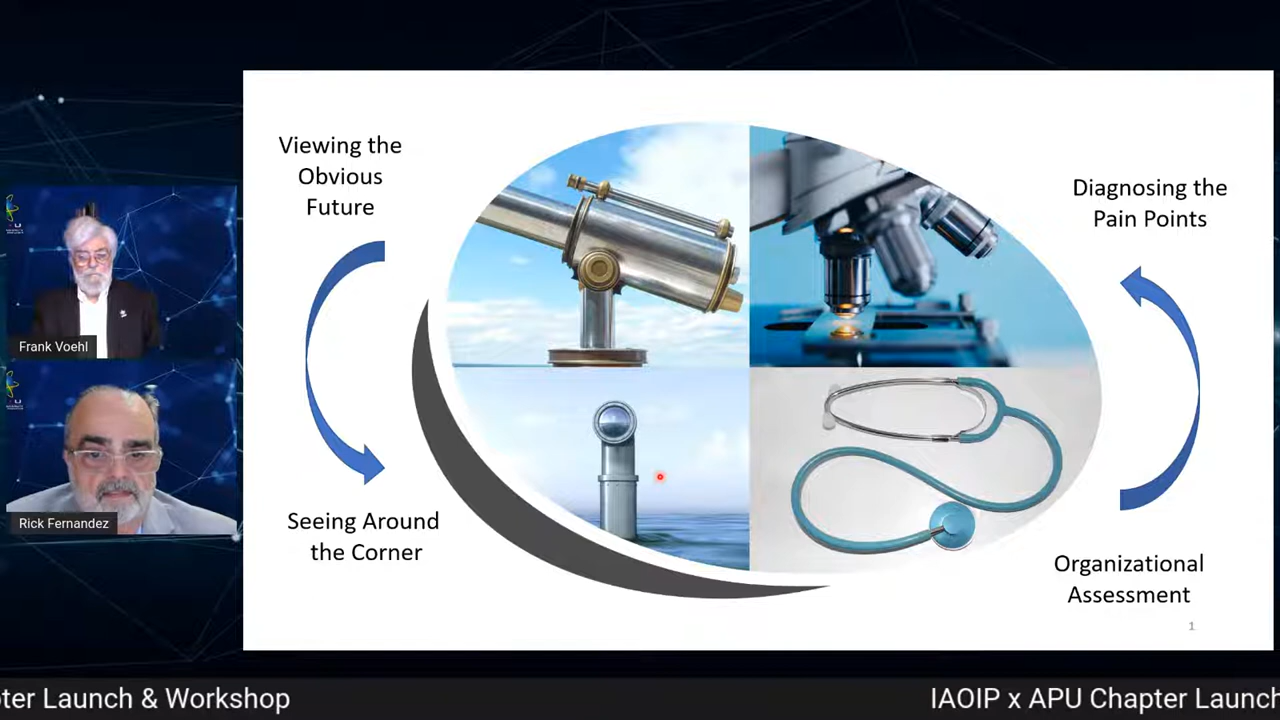 Viewing the
Obvious
Future
Diagnosing the
Pain Points
Frank Voehl
Rick Fernandez
Seeing Around
the Corner
Organizational
Assessment
1
ter Launch & Workshop
IAOIP x APU Chapter Launch